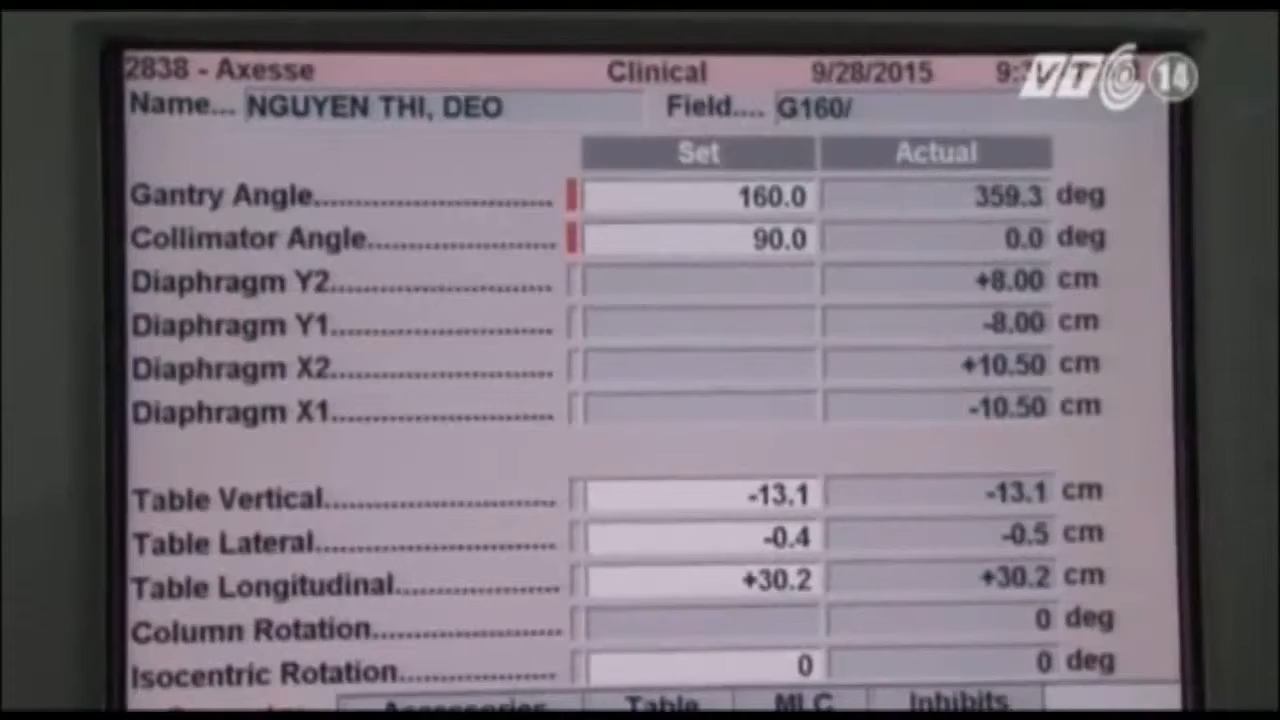 2838 - Axesse Clinical 9/28/2015
VTC 14
Name... NGUYEN THI, DEO Field.... G160/
Set Actual
Gantry Angle 160.0 359.3 deg
Collimator Angle 90.0 0.0 deg
Diaphragm Y2 +8.00 cm
Diaphragm Y1 -8.00 cm
Diaphragm X2 +10.50 cm
Diaphragm X1 -10.50 cm
Table Vertical -13.1 -13.1 cm
Table Lateral -0.4 -0.5 cm
Table Longitudinal +30.2 +30.2 cm
Column Rotation 0 deg
Isocentric Rotation 0 0 deg
Accessories Table MLC Inhibits